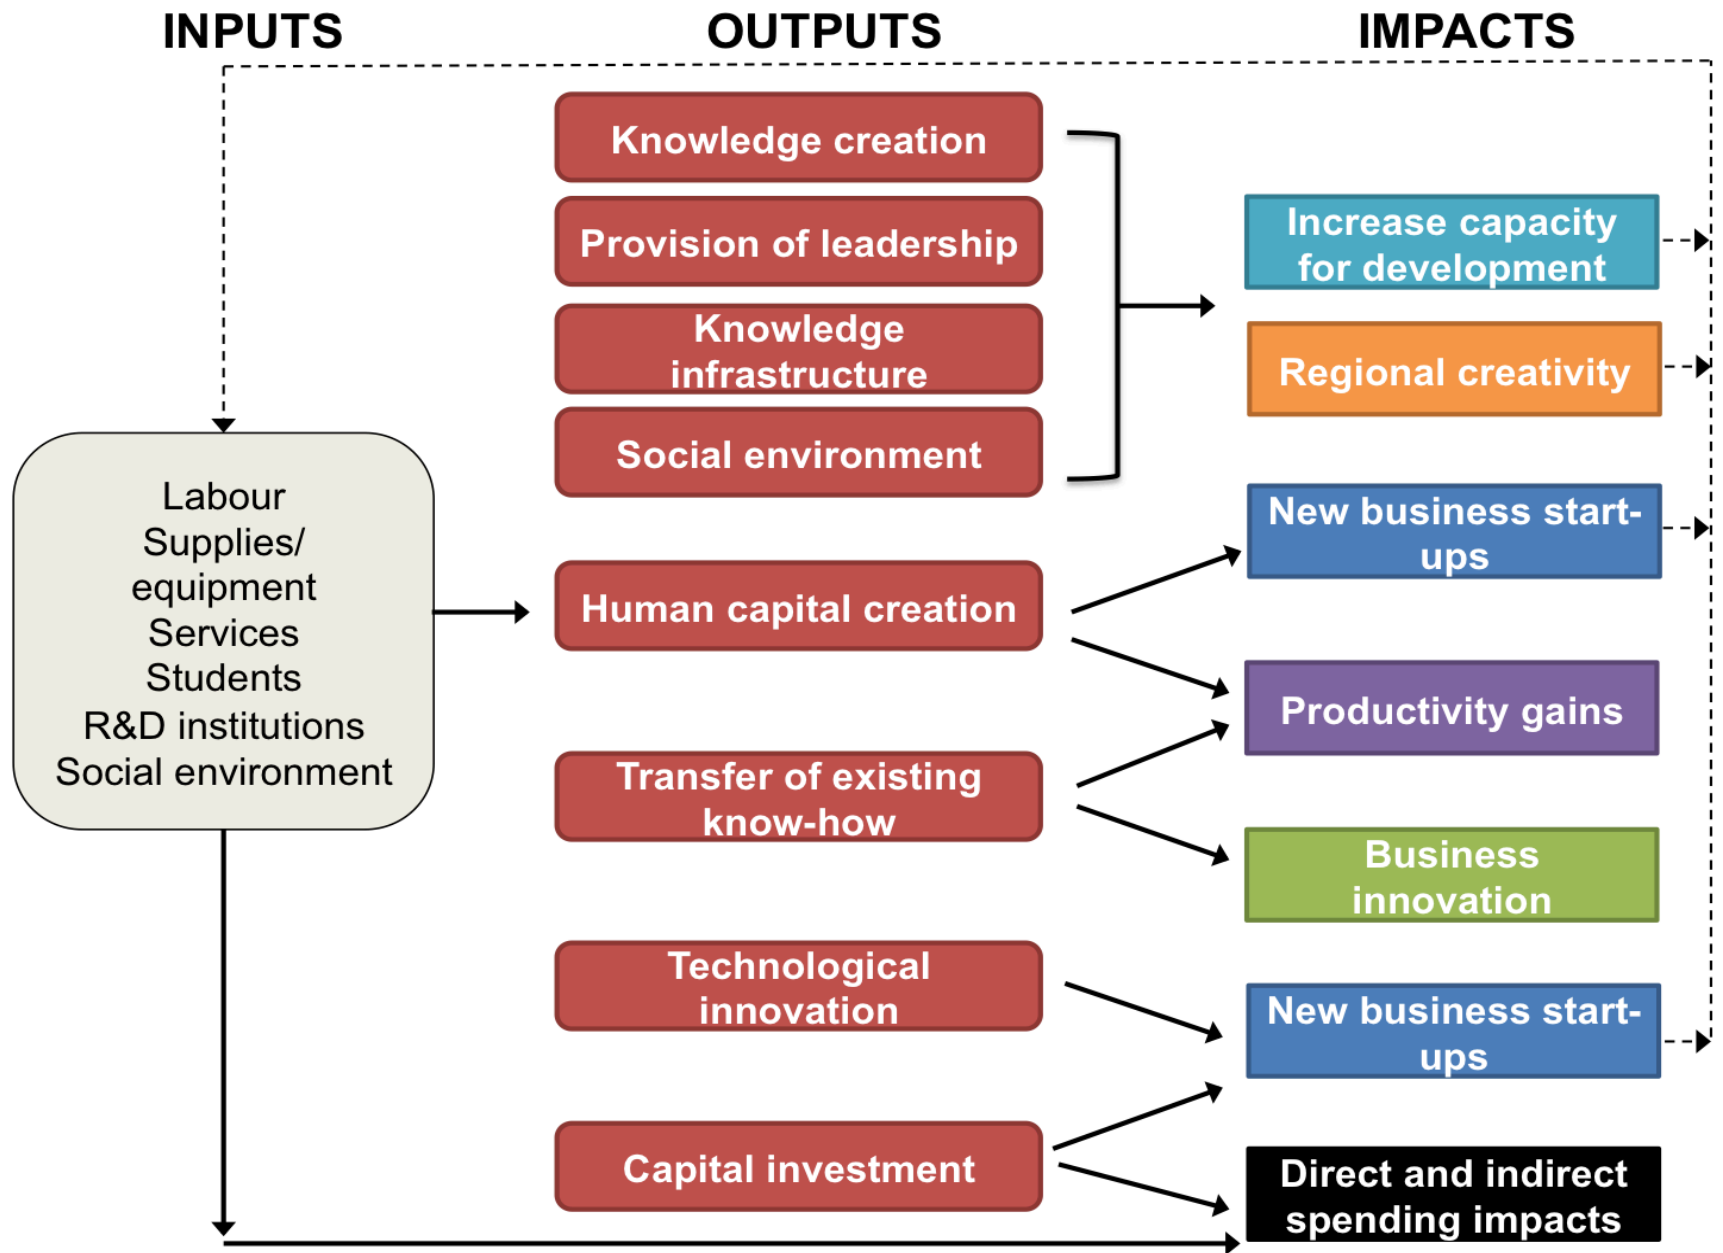 INPUTS
OUTPUTS
IMPACTS
Labour
Supplies/
equipment
Services
Students
R&D institutions
Social environment
Knowledge creation
Provision of leadership
Knowledge
infrastructure
Social environment
Human capital creation
Transfer of existing
know-how
Technological
innovation
Capital investment
Increase capacity
for development
Regional creativity
New business start-
ups
Productivity gains
Business
innovation
New business start-
ups
Direct and indirect
spending impacts